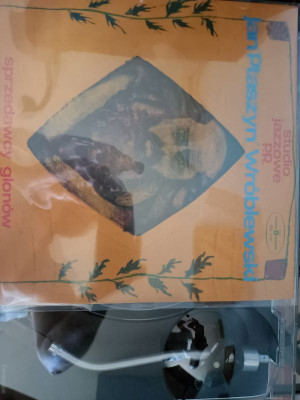 studio
jazzowe
PR
Jan Ptaszyn Wróblewski
sprzedawcy glonów